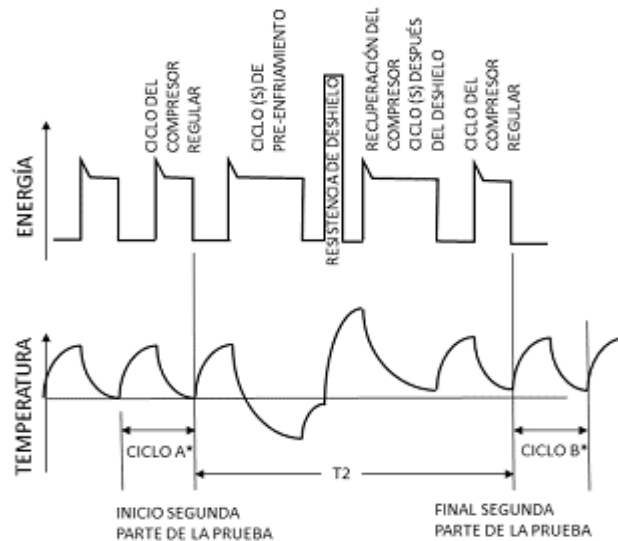 CICLO DEL
COMPRESOR
REGULAR
CICLO (S) DE
PRE-ENFRIAMIENTO
RESISTENCIA DE DESHIELO
RECUPERACIÓN DEL
COMPRESOR
CICLO (S) DESPUÉS
DEL DESHIELO
CICLO DEL
COMPRESOR
REGULAR
ENERGÍA
TEMPERATURA
CICLO A*
T2
CICLO B*
INICIO SEGUNDA
PARTE DE LA PRUEBA
FINAL SEGUNDA
PARTE DE LA PRUEBA